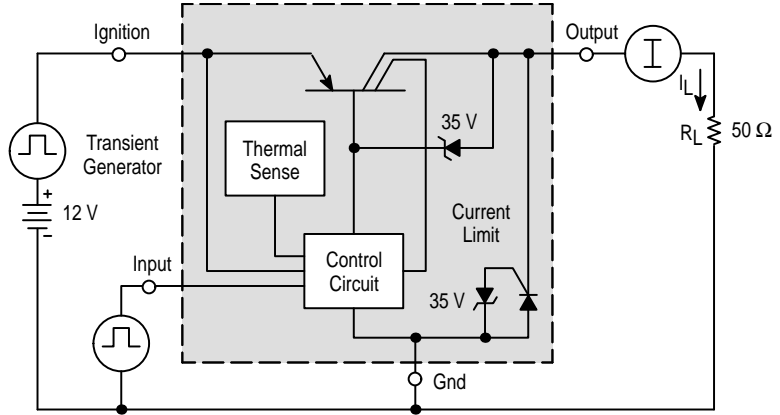 Ignition
Output
I
I_L
Transient
Generator
Thermal
Sense
35 V
R_L
50 Ω
+
12 V
−
Current
Limit
Input
Control
Circuit
35 V
Gnd